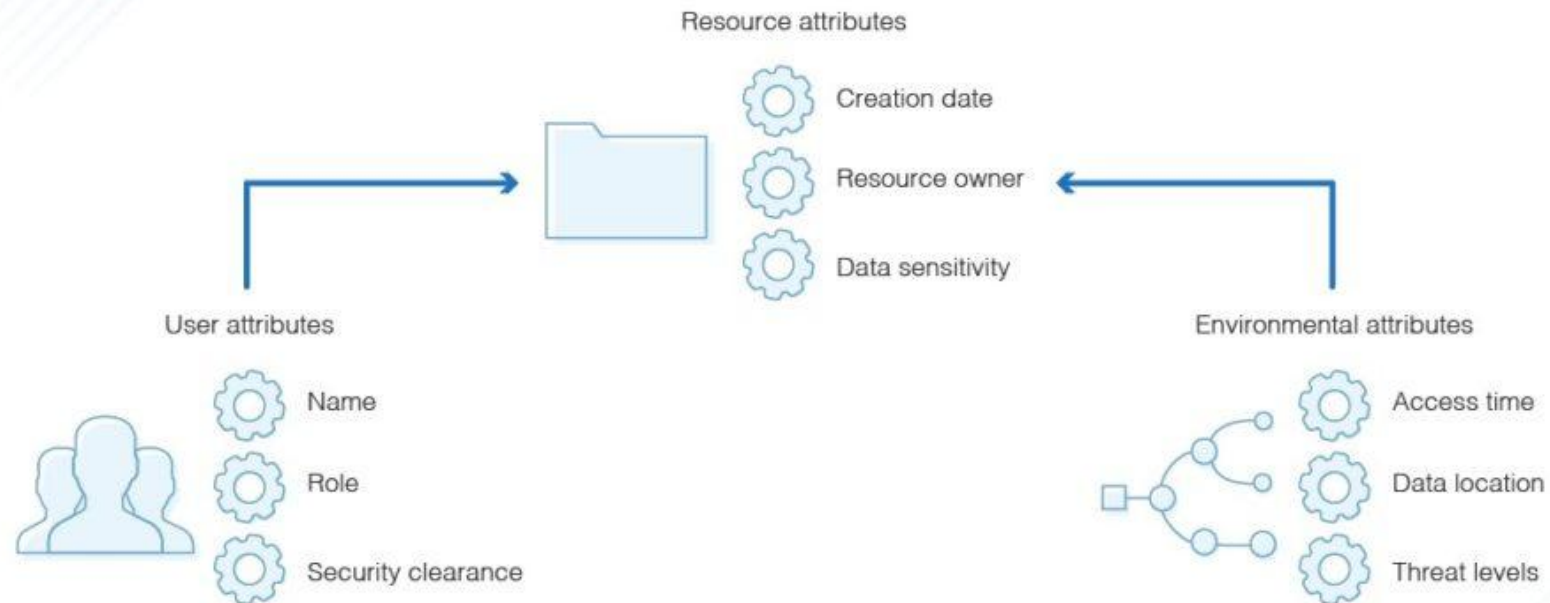 Resource attributes
Creation date
Resource owner
Data sensitivity
User attributes
Name
Role
Security clearance
Environmental attributes
Access time
Data location
Threat levels